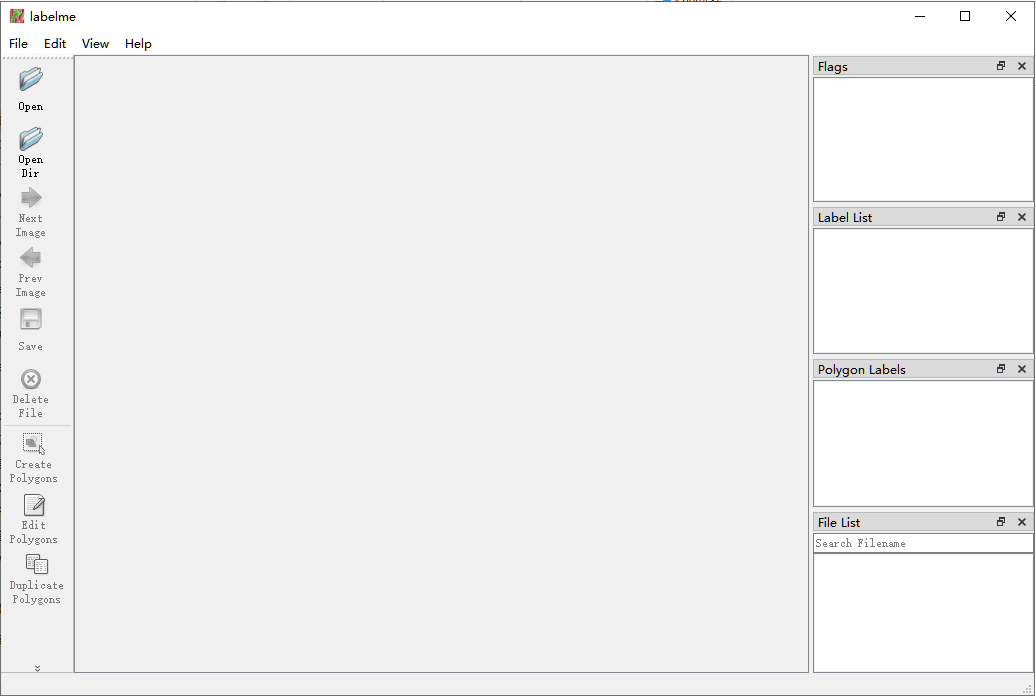 labelme
File Edit View Help
Open
Open
Dir
Next
Image
Prev
Image
Save
Delete
File
Create
Polygons
Edit
Polygons
Duplicate
Polygons
Flags
Label List
Polygon Labels
File List
Search Filename